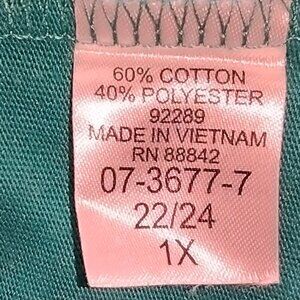 60% COTTON
40% POLYESTER
92289
MADE IN VIETNAM
RN 88842
07-3677-7
22/24
1X